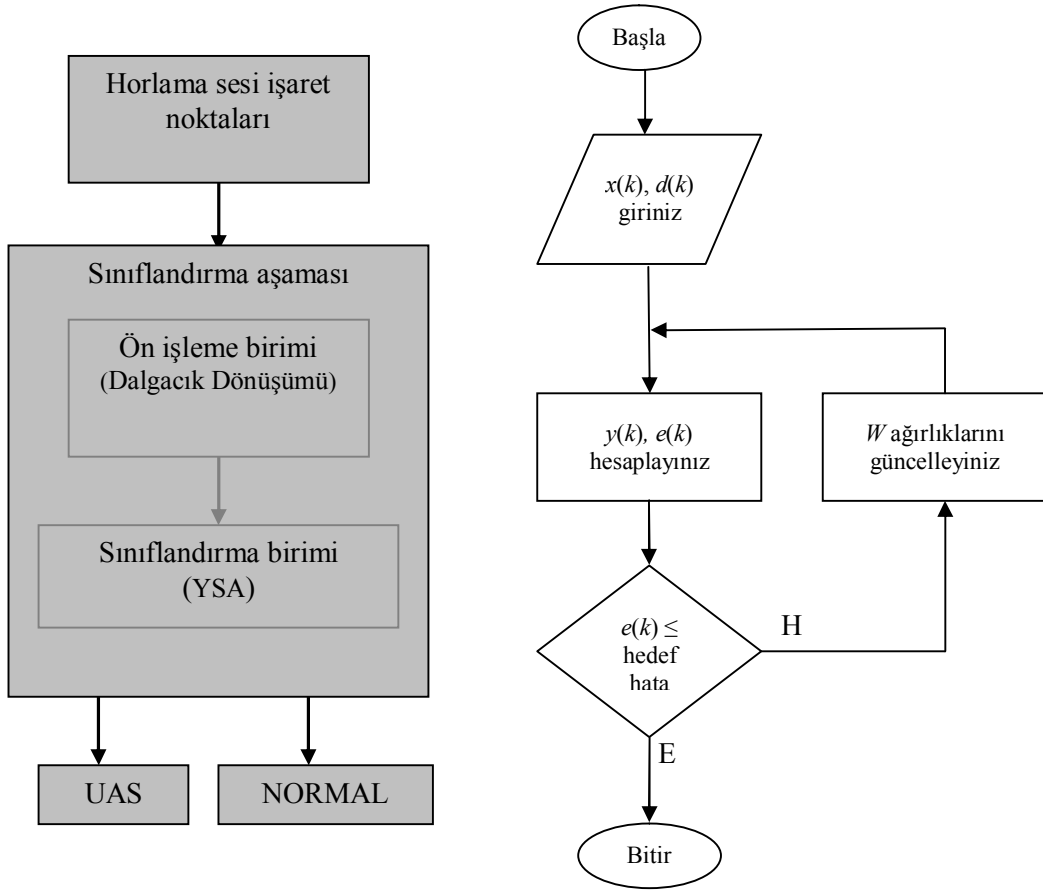 Horlama sesi işaret
noktaları
Sınıflandırma aşaması
Ön işleme birimi
(Dalgacık Dönüşümü)
Sınıflandırma birimi
(YSA)
UAS
NORMAL
Başla
x(k), d(k)
giriniz
y(k), e(k)
hesaplayınız
W ağırlıklarını
güncelleyiniz
e(k) ≤
hedef
hata
H
E
Bitir